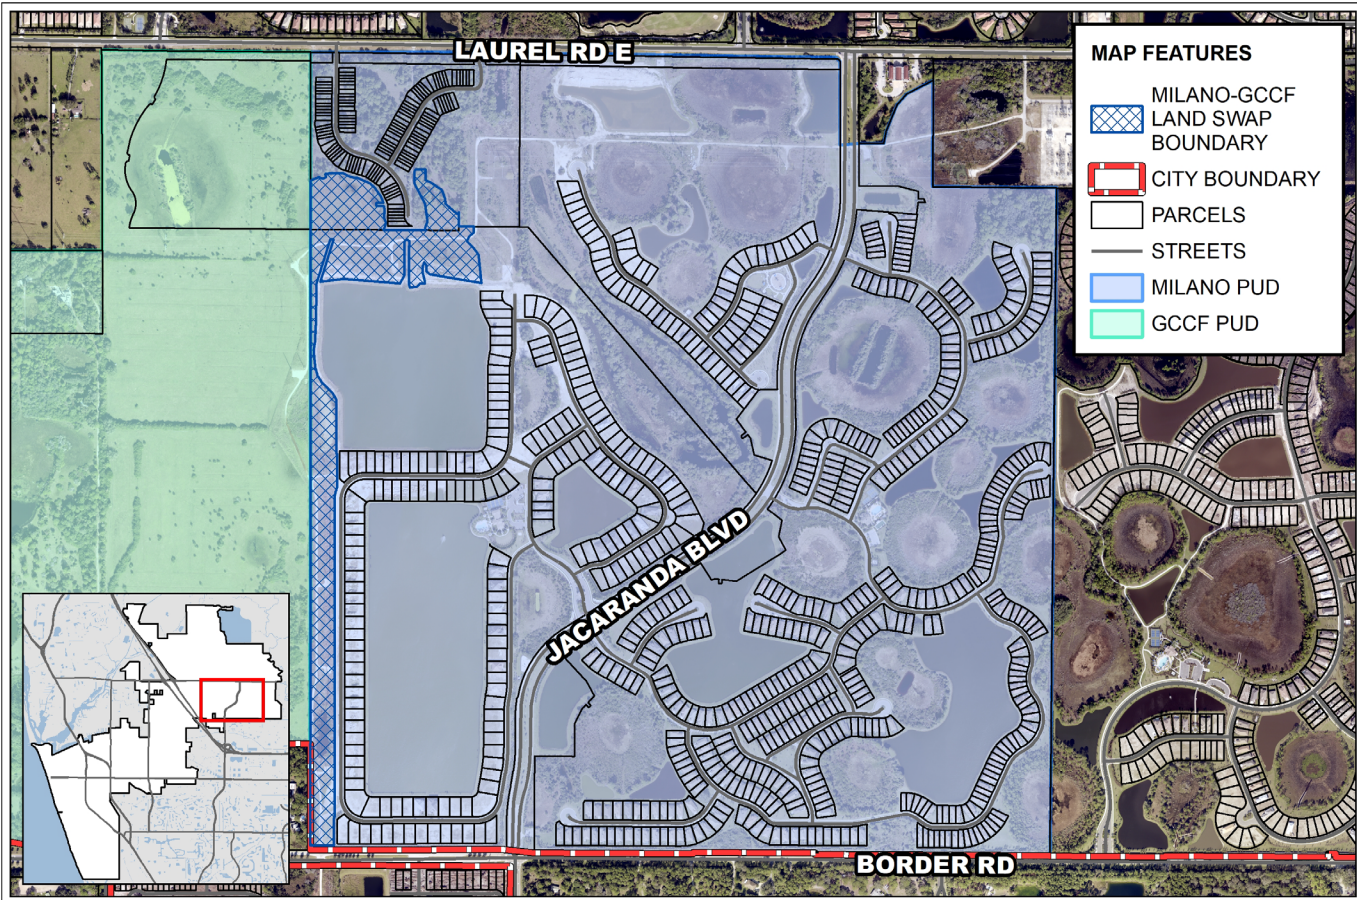 LAUREL RD E
MAP FEATURES
MILANO-GCCF
LAND SWAP
BOUNDARY
CITY BOUNDARY
PARCELS
STREETS
MILANO PUD
GCCF PUD
JACARANDA BLVD
BORDER RD